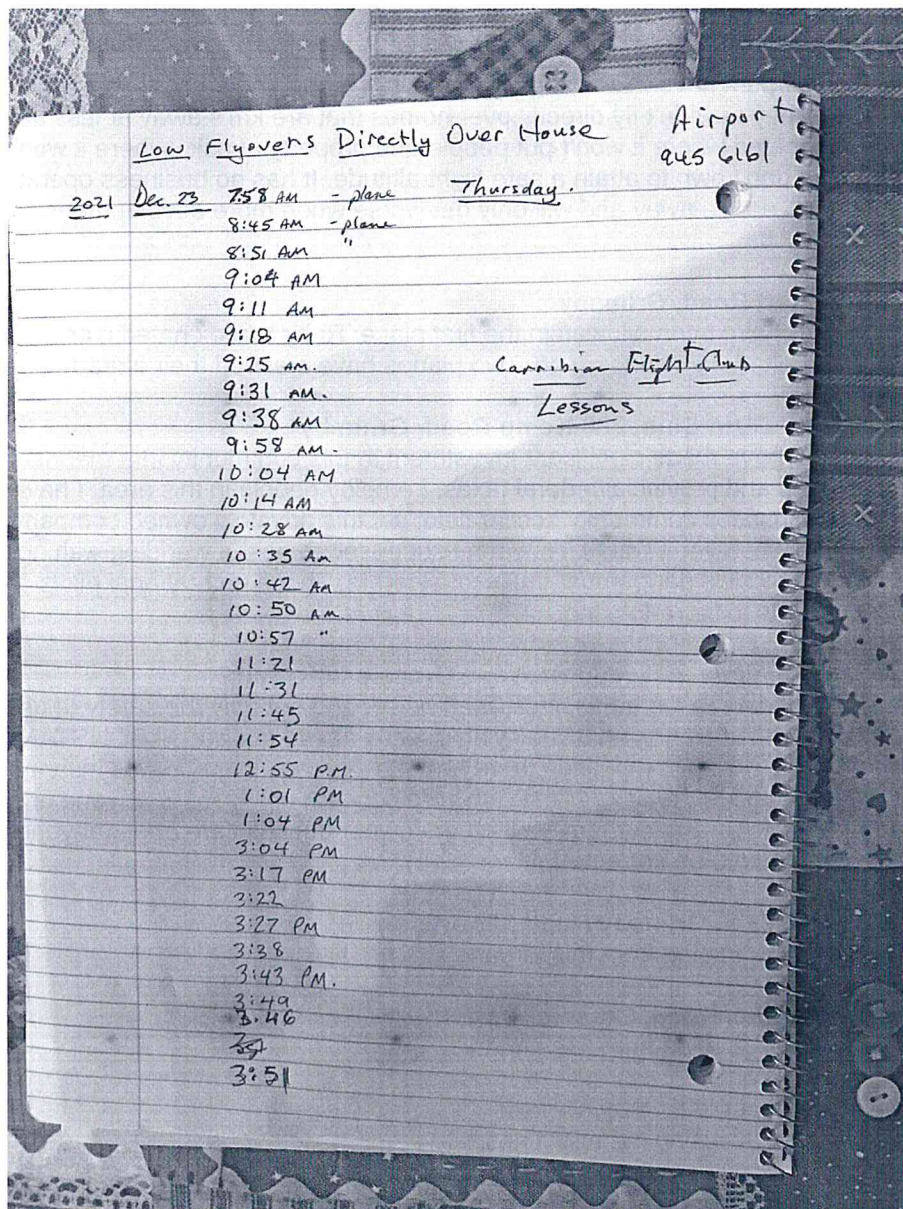 Airport
945 6161
Low Flyovers Directly Over House
2021 Dec. 23 7:58 AM - plane Thursday.
8:45 AM - plane
8:51 AM "
9:04 AM
9:11 AM
9:18 AM
9:25 AM.
Carribian Flight Club
9:31 AM.
Lessons
9:38 AM
9:58 AM.
10:04 AM
10:14 AM
10:28 AM
10:35 AM
10:42 AM
10:50 AM
10:57 "
11:21
11:31
11:45
11:54
12:55 P.M.
1:01 PM
1:04 PM
3:04 PM
3:17 PM
3:22
3:27 PM
3:38
3:43 PM.
3:49
3.46
3:51